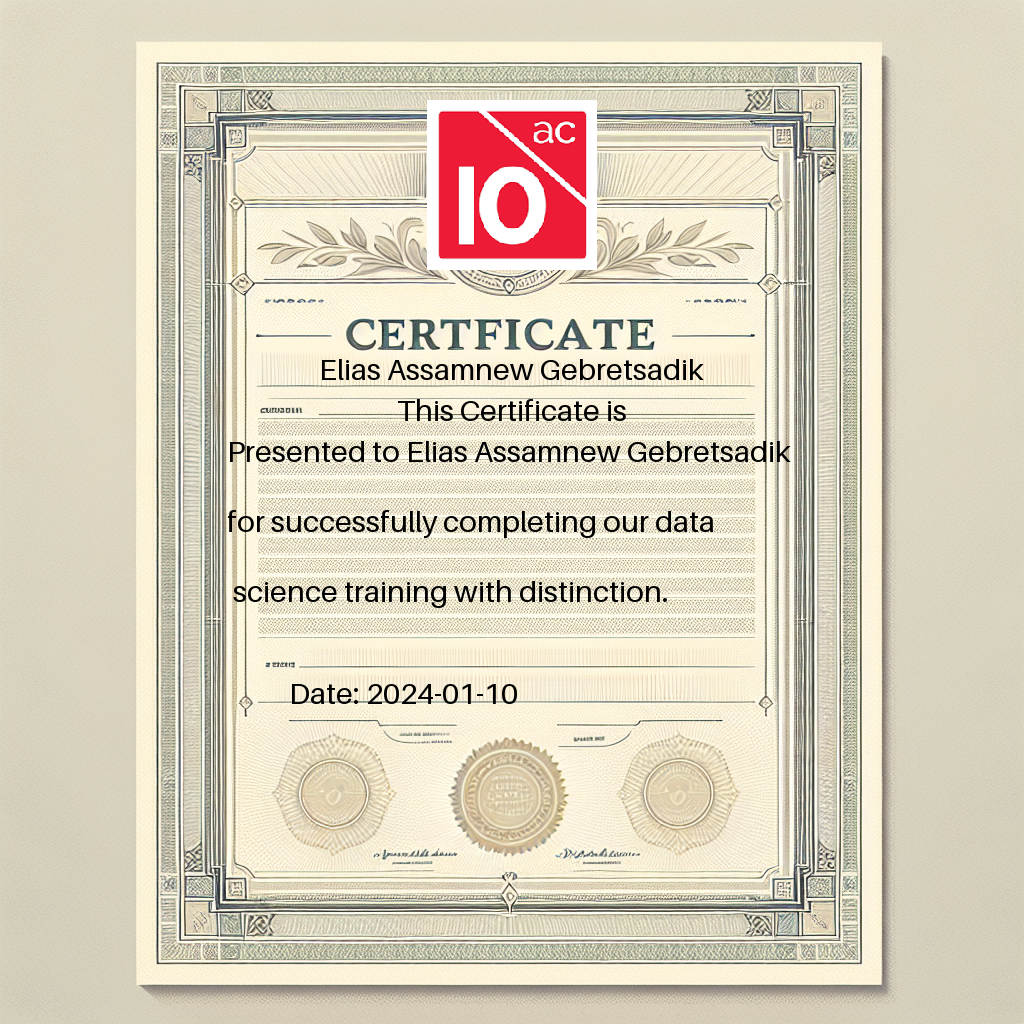 ac
10
CERTFICATE
Elias Assamnew Gebretsadik
This Certificate is
Presented to Elias Assamnew Gebretsadik
for successfully completing our data
science training with distinction.
Date: 2024-01-10